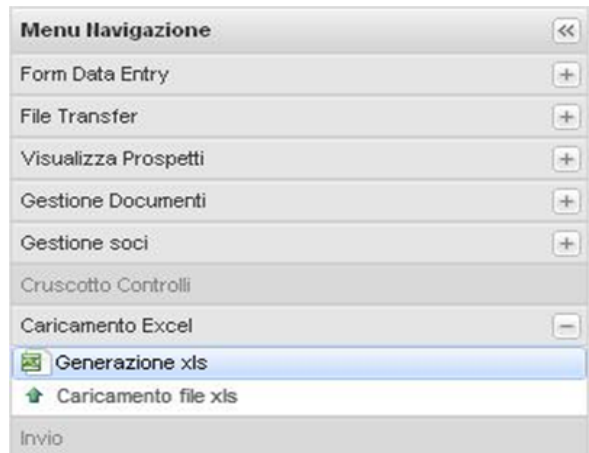 Menu Navigazione
Form Data Entry
File Transfer
Visualizza Prospetti
Gestione Documenti
Gestione soci
Cruscotto Controlli
Caricamento Excel
Generazione xls
Caricamento file xls
Invio